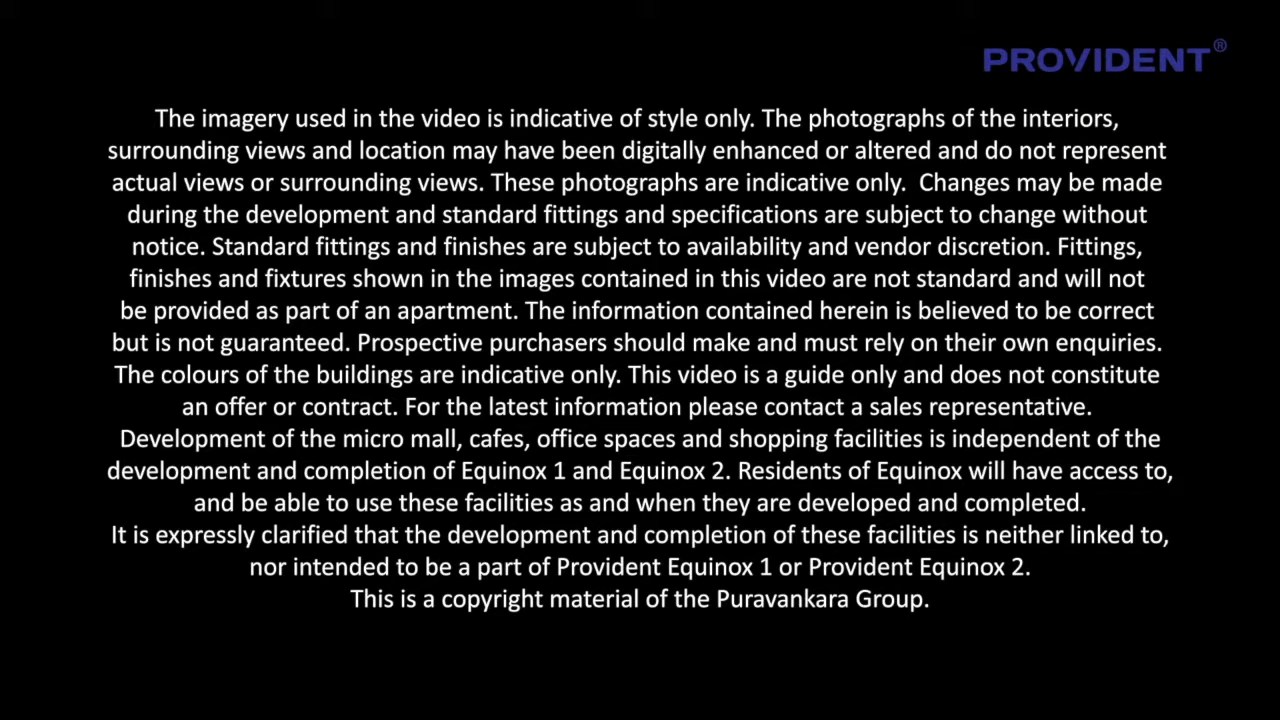 PROVIDENT®
The imagery used in the video is indicative of style only. The photographs of the interiors,
surrounding views and location may have been digitally enhanced or altered and do not represent
actual views or surrounding views. These photographs are indicative only.  Changes may be made
during the development and standard fittings and specifications are subject to change without
notice. Standard fittings and finishes are subject to availability and vendor discretion. Fittings,
finishes and fixtures shown in the images contained in this video are not standard and will not
be provided as part of an apartment. The information contained herein is believed to be correct
but is not guaranteed. Prospective purchasers should make and must rely on their own enquiries.
The colours of the buildings are indicative only. This video is a guide only and does not constitute
an offer or contract. For the latest information please contact a sales representative.
Development of the micro mall, cafes, office spaces and shopping facilities is independent of the
development and completion of Equinox 1 and Equinox 2. Residents of Equinox will have access to,
and be able to use these facilities as and when they are developed and completed.
It is expressly clarified that the development and completion of these facilities is neither linked to,
nor intended to be a part of Provident Equinox 1 or Provident Equinox 2.
This is a copyright material of the Puravankara Group.